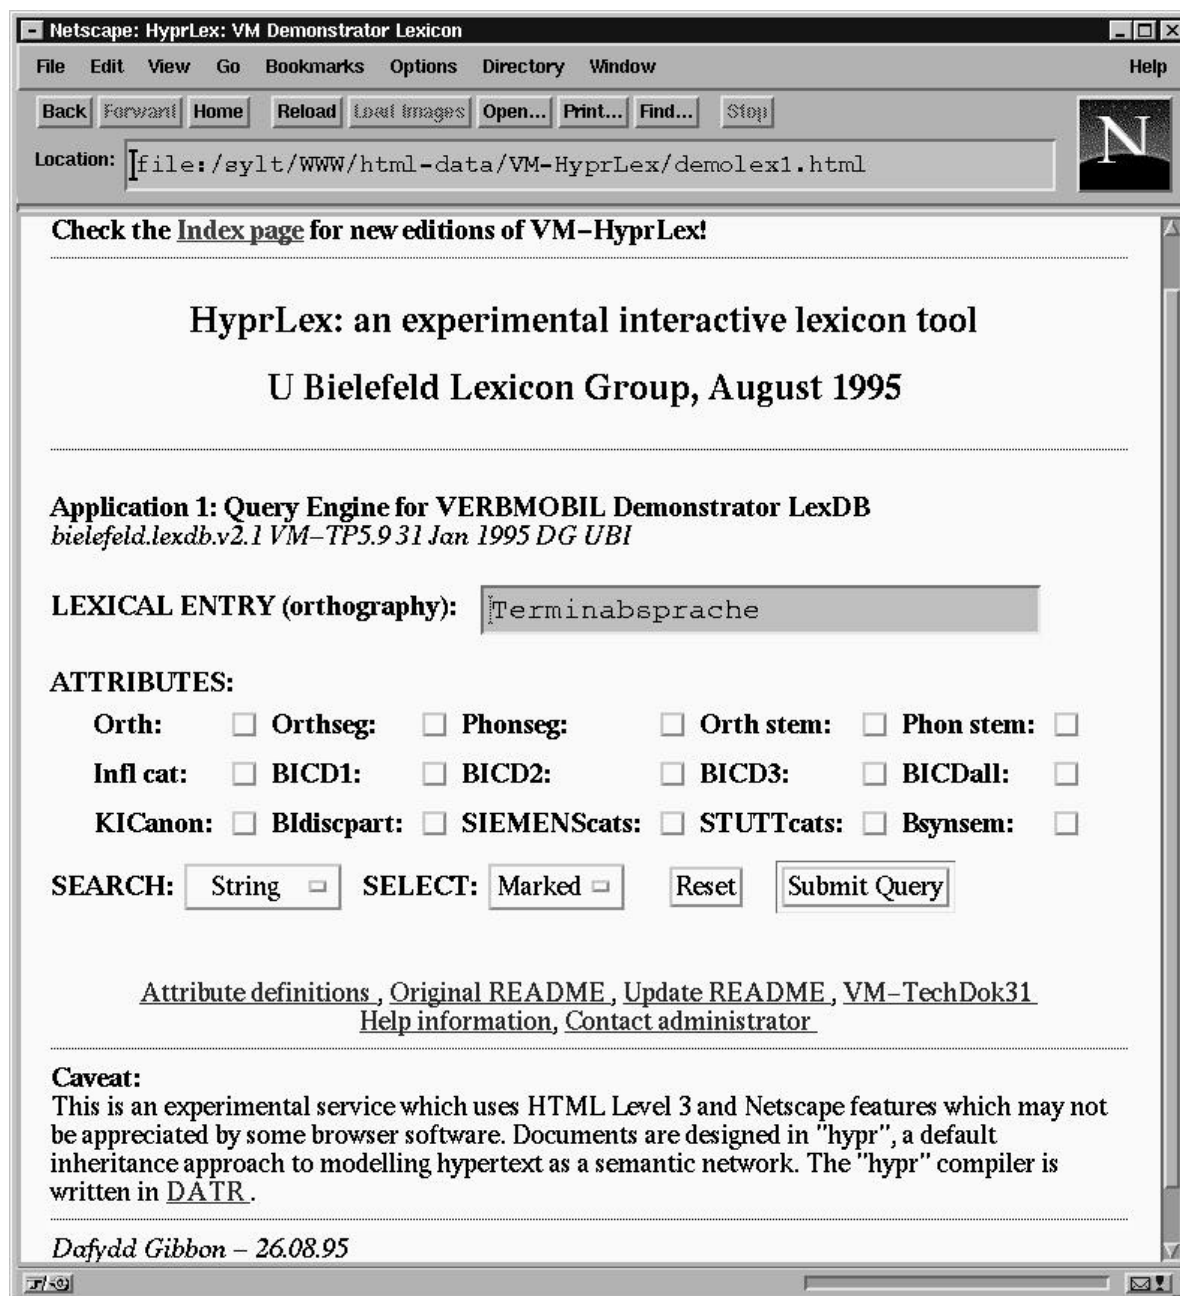 Netscape: HyprLex: VM Demonstrator Lexicon
File Edit View Go Bookmarks Options Directory Window Help
Back Forward Home Reload Load Images Open... Print... Find... Stop
N
Location: file:/sylt/WWW/html-data/VM-HyprLex/demolex1.html
Check the Index page for new editions of VM-HyprLex!
HyprLex: an experimental interactive lexicon tool
U Bielefeld Lexicon Group, August 1995
Application 1: Query Engine for VERBMOBIL Demonstrator LexDB
bielefeld.lexdb.v2.1 VM-TP5.9 31 Jan 1995 DG UBI
LEXICAL ENTRY (orthography): Terminabsprache
ATTRIBUTES:
Orth: Orthseg: Phonseg: Orth stem: Phon stem:
Infl cat: BICD1: BICD2: BICD3: BICDall:
KICanon: BIdiscpart: SIEMENScats: STUTTcats: Bsynsem:
SEARCH: String SELECT: Marked Reset Submit Query
Attribute definitions , Original README , Update README , VM-TechDok31
Help information, Contact administrator
Caveat:
This is an experimental service which uses HTML Level 3 and Netscape features which may not
be appreciated by some browser software. Documents are designed in "hypr", a default
inheritance approach to modelling hypertext as a semantic network. The "hypr" compiler is
written in DATR .
Dafydd Gibbon – 26.08.95